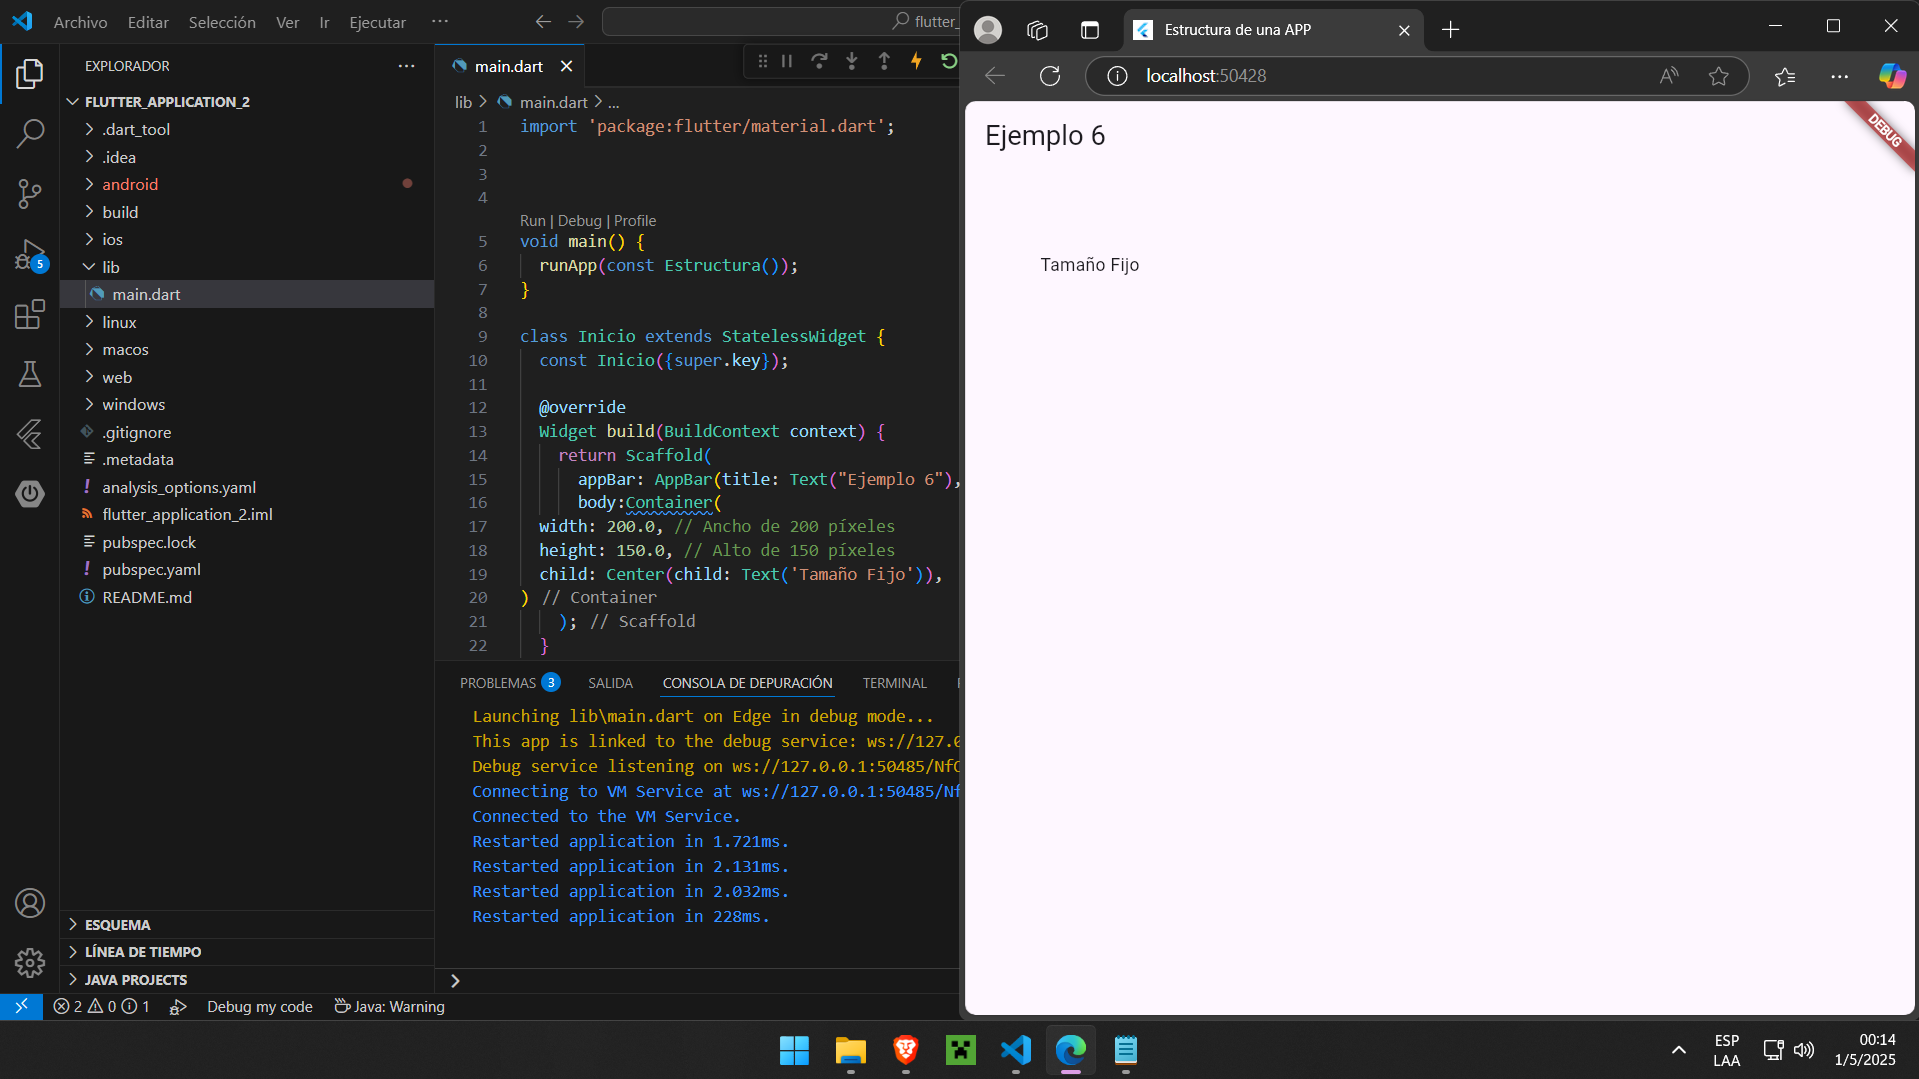 Archivo Editar Selección Ver Ir Ejecutar ···
flutter_
EXPLORADOR
FLUTTER_APPLICATION_2
.dart_tool
.idea
android
build
ios
lib
main.dart
linux
macos
web
windows
.gitignore
.metadata
! analysis_options.yaml
flutter_application_2.iml
pubspec.lock
! pubspec.yaml
README.md
ESQUEMA
LÍNEA DE TIEMPO
JAVA PROJECTS
5
main.dart
lib > main.dart > ...
1 import 'package:flutter/material.dart';
2
3
4
Run | Debug | Profile
5 void main() {
6 runApp(const Estructura());
7 }
8
9 class Inicio extends StatelessWidget {
10 const Inicio({super.key});
11
12 @override
13 Widget build(BuildContext context) {
14 return Scaffold(
15 appBar: AppBar(title: Text("Ejemplo 6"),
16 body:Container(
17 width: 200.0, // Ancho de 200 píxeles
18 height: 150.0, // Alto de 150 píxeles
19 child: Center(child: Text('Tamaño Fijo')),
20 ) // Container
21 ); // Scaffold
22 }
PROBLEMAS 3 SALIDA CONSOLA DE DEPURACIÓN TERMINAL
Launching lib\main.dart on Edge in debug mode...
This app is linked to the debug service: ws://127.0
Debug service listening on ws://127.0.0.1:50485/Nf
Connecting to VM Service at ws://127.0.0.1:50485/Nf
Connected to the VM Service.
Restarted application in 1.721ms.
Restarted application in 2.131ms.
Restarted application in 2.032ms.
Restarted application in 228ms.
2 0 1 Debug my code Java: Warning
Estructura de una APP
localhost:50428
Ejemplo 6
DEBUG
Tamaño Fijo
ESP
LAA
00:14
1/5/2025